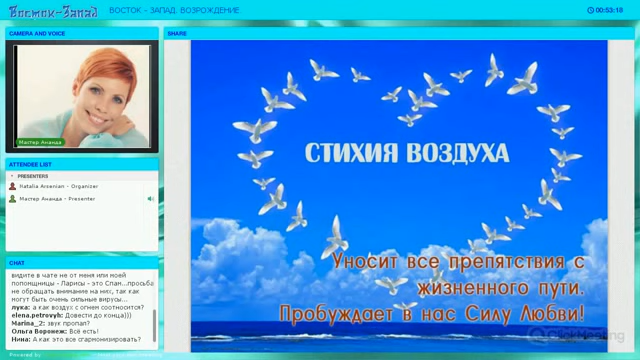 Восток-Запад
ВОСТОК - ЗАПАД. ВОЗРОЖДЕНИЕ.
00:53:18
CAMERA AND VOICE
SHARE
Мастер Ананда
ATTENDEE LIST
PRESENTERS
Natalia Arsenian - Organizer
Мастер Ананда - Presenter
CHAT
видите в чате не от меня или моей
попомщницы - Ларисы - это Спам...просьба
не обращать внимание на них, так как
могут быть очень сильные вирусы...
лука: а как воздух с огнем соотносится?
elena.petrovyh: Довести до конца)))
Marina_2: звук пропал?
Ольга Воронеж: Всё есть!
Нина: А как это все сгармонизировать?
Powered by
СТИХИЯ ВОЗДУХА
Уносит все препятствия с
жизненного пути.
Пробуждает в нас Силу Любви!
ClickMeeting